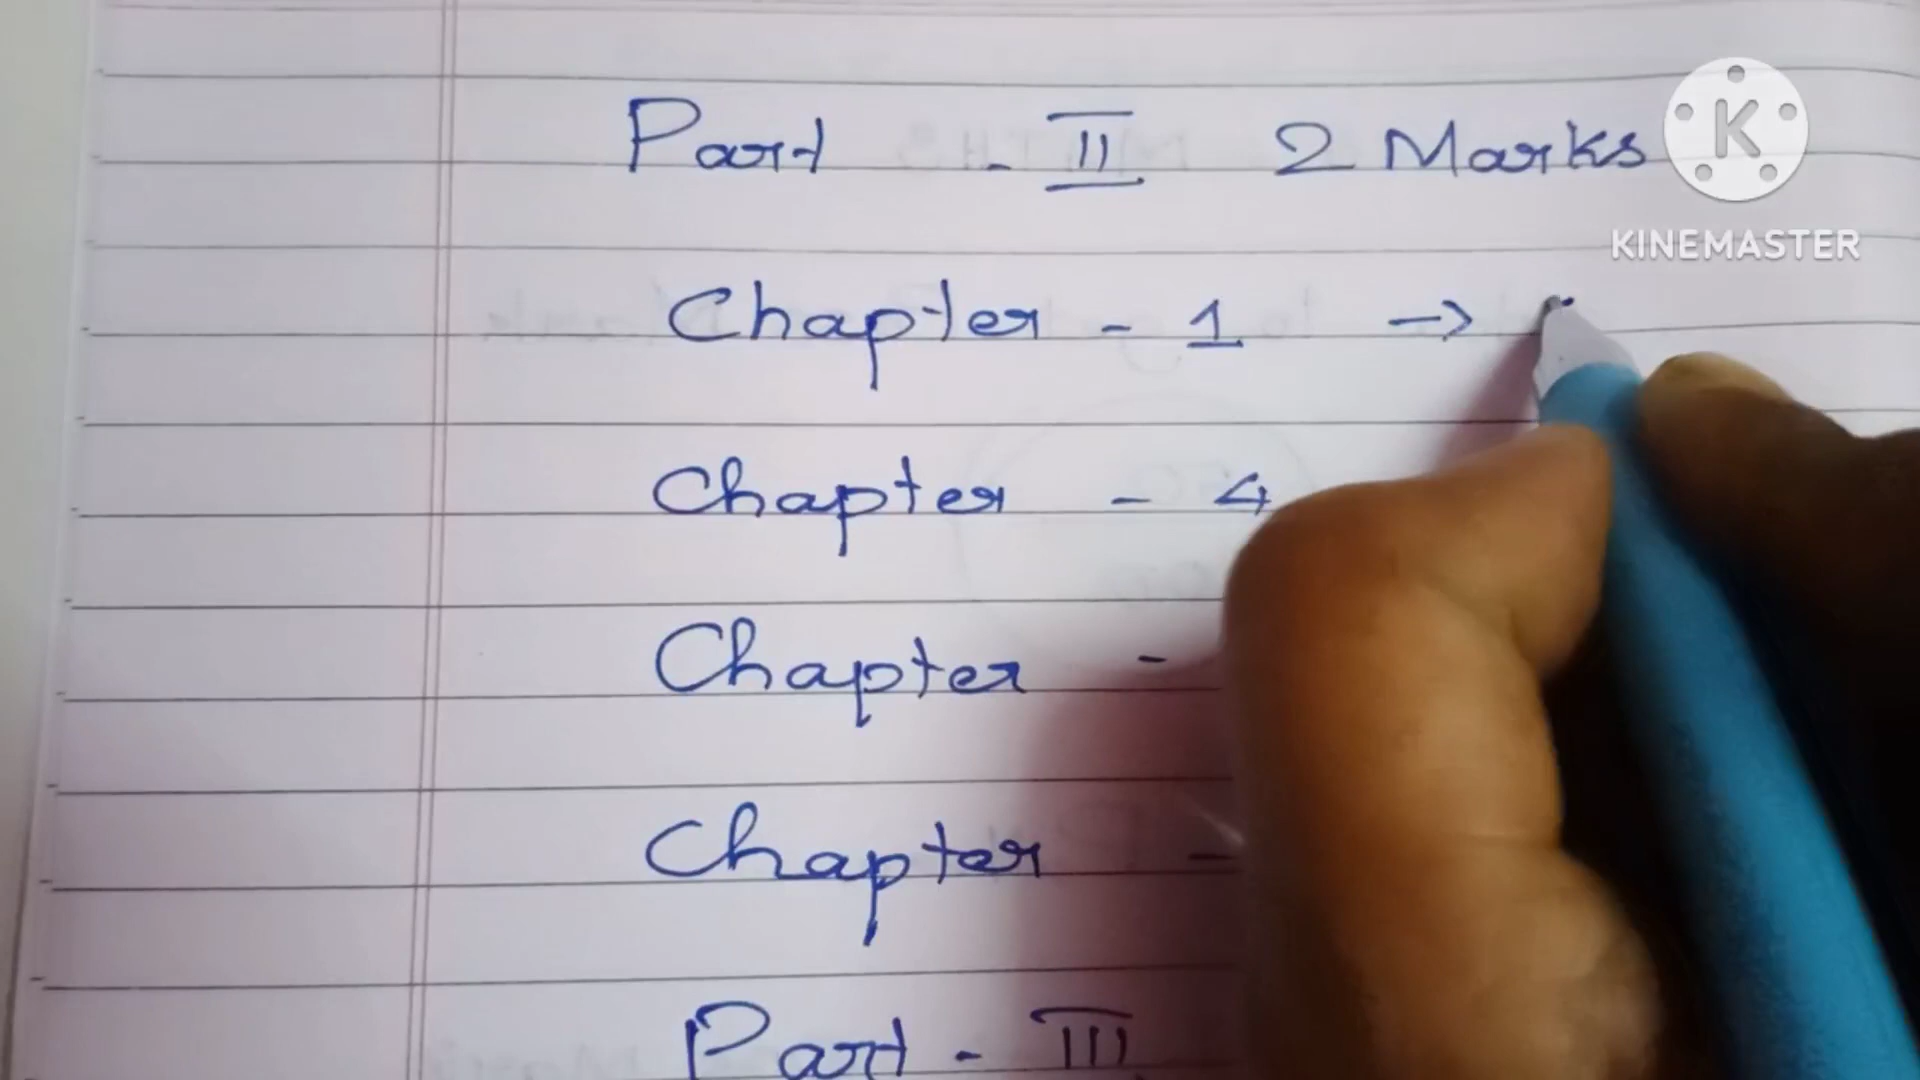 Part - II 2 Marks
KINEMASTER
Chapter - 1 →
Chapter - 4
Chapter -
Chapter -
Part - III